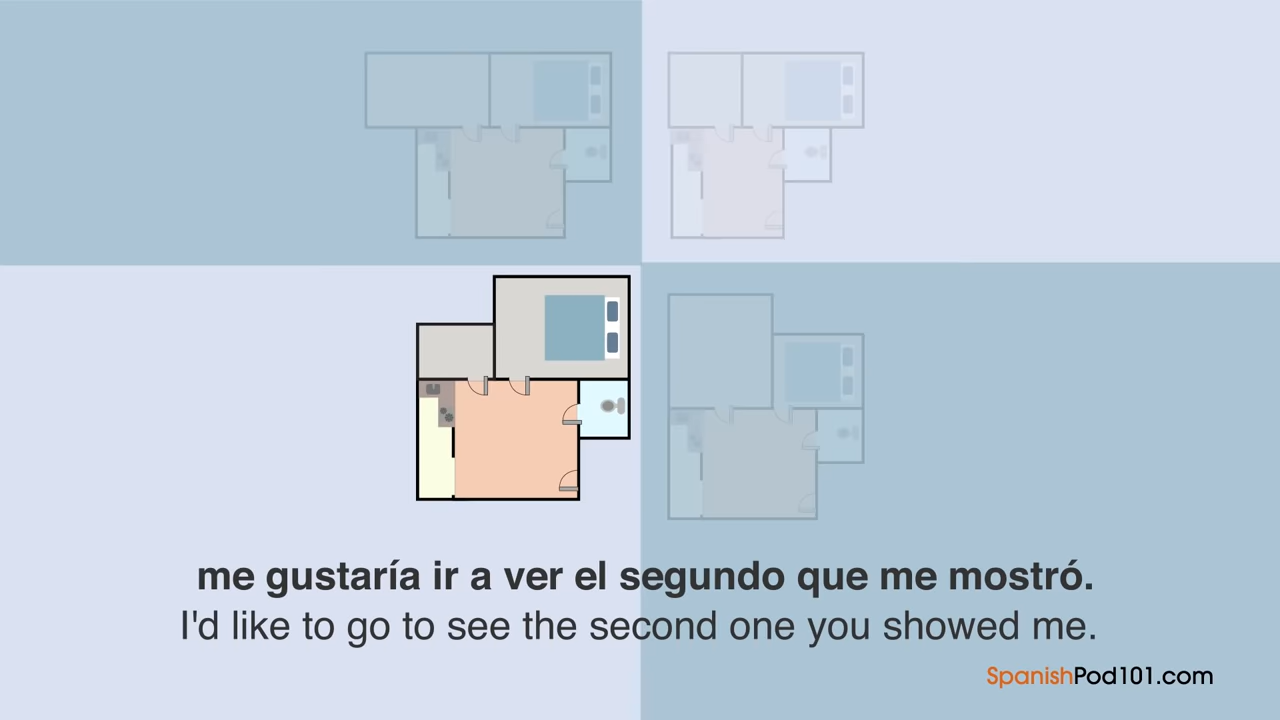 me gustaría ir a ver el segundo que me mostró.
I'd like to go to see the second one you showed me.
SpanishPod101.com